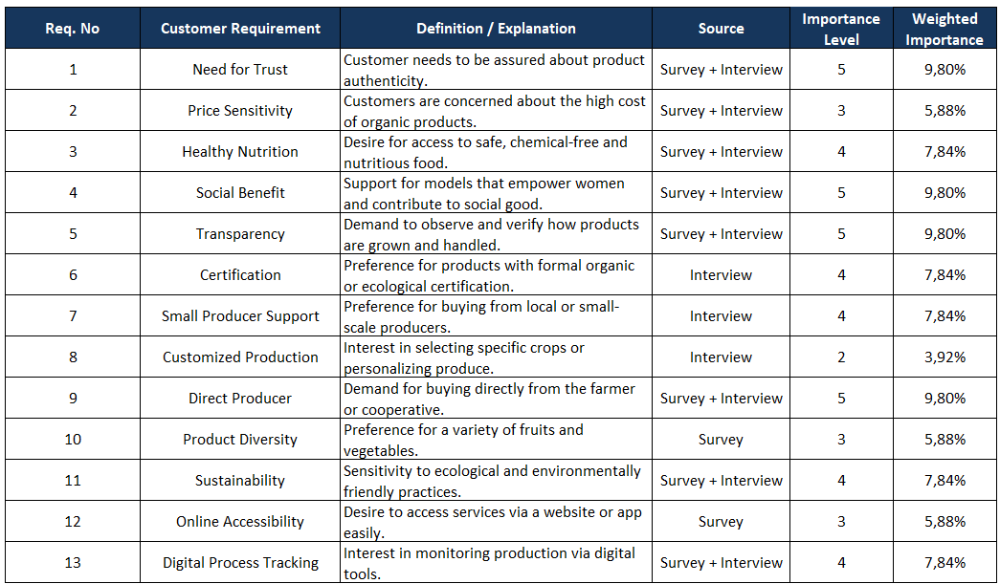 Req. No Customer Requirement Definition / Explanation Source Importance Level Weighted Importance
1 Need for Trust Customer needs to be assured about product authenticity. Survey + Interview 5 9,80%
2 Price Sensitivity Customers are concerned about the high cost of organic products. Survey + Interview 3 5,88%
3 Healthy Nutrition Desire for access to safe, chemical-free and nutritious food. Survey + Interview 4 7,84%
4 Social Benefit Support for models that empower women and contribute to social good. Survey + Interview 5 9,80%
5 Transparency Demand to observe and verify how products are grown and handled. Survey + Interview 5 9,80%
6 Certification Preference for products with formal organic or ecological certification. Interview 4 7,84%
7 Small Producer Support Preference for buying from local or small-scale producers. Interview 4 7,84%
8 Customized Production Interest in selecting specific crops or personalizing produce. Interview 2 3,92%
9 Direct Producer Demand for buying directly from the farmer or cooperative. Survey + Interview 5 9,80%
10 Product Diversity Preference for a variety of fruits and vegetables. Survey 3 5,88%
11 Sustainability Sensitivity to ecological and environmentally friendly practices. Survey + Interview 4 7,84%
12 Online Accessibility Desire to access services via a website or app easily. Survey 3 5,88%
13 Digital Process Tracking Interest in monitoring production via digital tools. Survey + Interview 4 7,84%